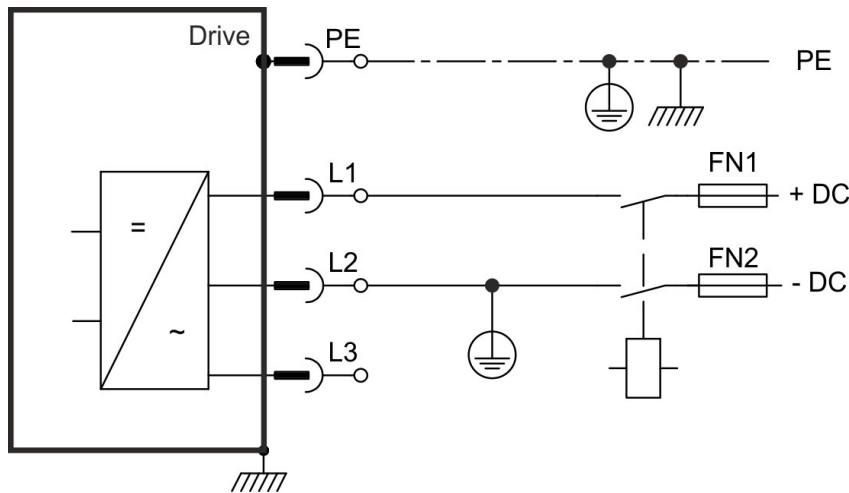 Drive
PE
PE
L1
FN1
+ DC
L2
FN2
- DC
L3
=
~